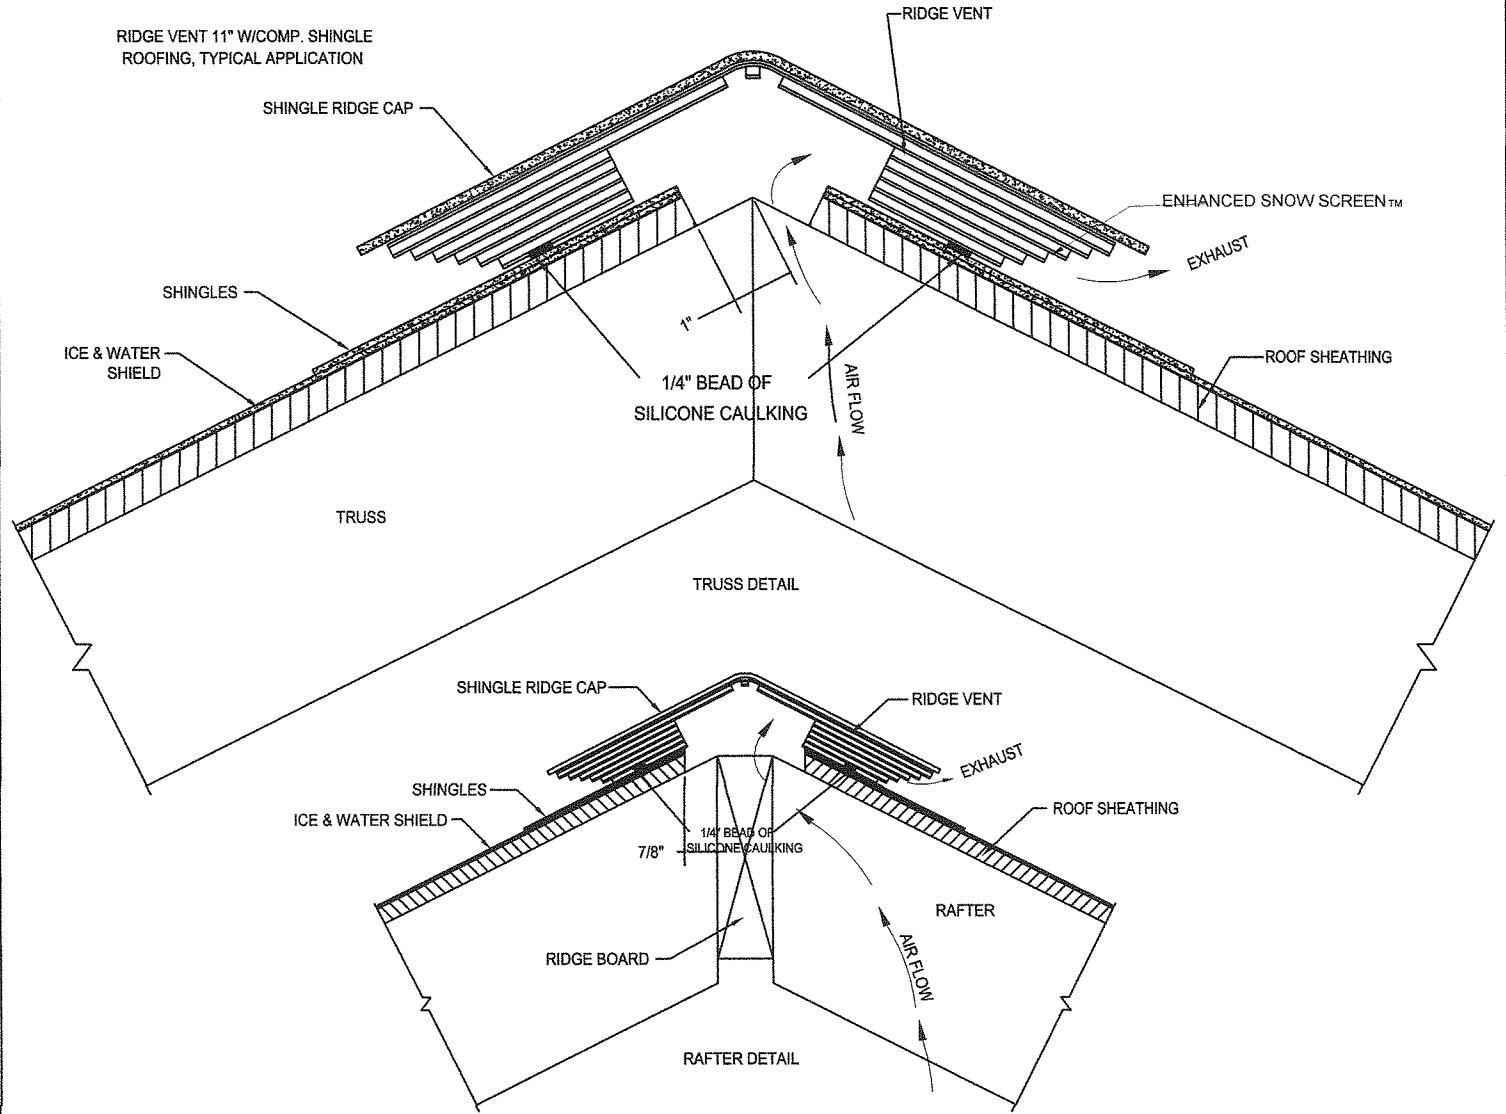 RIDGE VENT 11" W/COMP. SHINGLE
ROOFING, TYPICAL APPLICATION
RIDGE VENT
SHINGLE RIDGE CAP
ENHANCED SNOW SCREEN™
EXHAUST
SHINGLES
1"
ICE & WATER
SHIELD
ROOF SHEATHING
AIR FLOW
1/4" BEAD OF
SILICONE CAULKING
TRUSS
TRUSS DETAIL
SHINGLE RIDGE CAP
RIDGE VENT
EXHAUST
SHINGLES
ICE & WATER SHIELD
ROOF SHEATHING
1/4" BEAD OF
SILICONE CAULKING
7/8"
RAFTER
RIDGE BOARD
AIR FLOW
RAFTER DETAIL